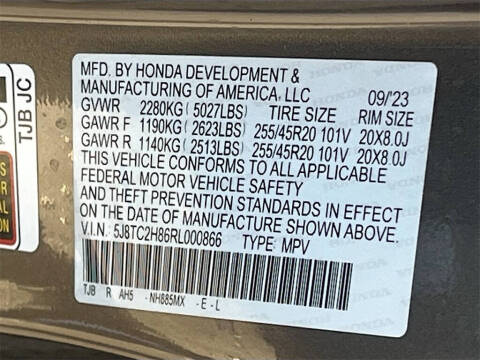 MFD. BY HONDA DEVELOPMENT &
MANUFACTURING OF AMERICA, LLC 09/'23
GVWR 2280KG (5027LBS) TIRE SIZE RIM SIZE
GAWR F 1190KG (2623LBS) 255/45R20 101V 20X8.0J
GAWR R 1140KG (2513LBS) 255/45R20 101V 20X8.0J
THIS VEHICLE CONFORMS TO ALL APPLICABLE
FEDERAL MOTOR VEHICLE SAFETY
AND THEFT PREVENTION STANDARDS IN EFFECT
ON THE DATE OF MANUFACTURE SHOWN ABOVE.
V.I.N. 5J8TC2H86RL000866 TYPE: MPV
TJB R AH5 -NH885MX -E-L
TJB JC